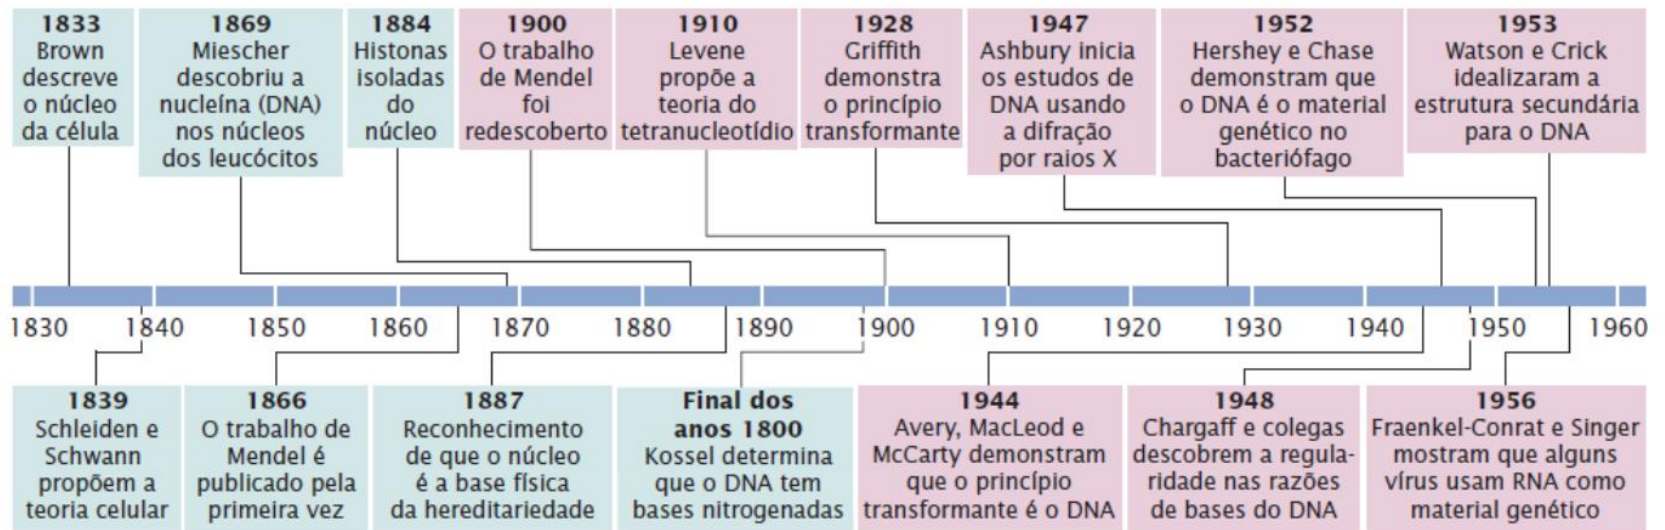 1833
Brown
descreve
o núcleo
da célula
1869
Miescher
descobriu a
nucleína (DNA)
nos núcleos
dos leucócitos
1884
Histonas
isoladas
do
núcleo
1900
O trabalho
de Mendel
foi
redescoberto
1910
Levene
propõe a
teoria do
tetranucleotídio
1928
Griffith
demonstra
o princípio
transformante
1947
Ashbury inicia
os estudos de
DNA usando
a difração
por raios X
1952
Hershey e Chase
demonstram que
o DNA é o material
genético no
bacteriófago
1953
Watson e Crick
idealizaram a
estrutura secundária
para o DNA
1830 1840 1850 1860 1870 1880 1890 1900 1910 1920 1930 1940 1950 1960
1839
Schleiden e
Schwann
propõem a
teoria celular
1866
O trabalho de
Mendel é
publicado pela
primeira vez
1887
Reconhecimento
de que o núcleo
é a base física
da hereditariedade
Final dos
anos 1800
Kossel determina
que o DNA tem
bases nitrogenadas
1944
Avery, MacLeod e
McCarty demonstram
que o princípio
transformante é o DNA
1948
Chargaff e colegas
descobrem a regula-
ridade nas razões
de bases do DNA
1956
Fraenkel-Conrat e Singer
mostram que alguns
vírus usam RNA como
material genético